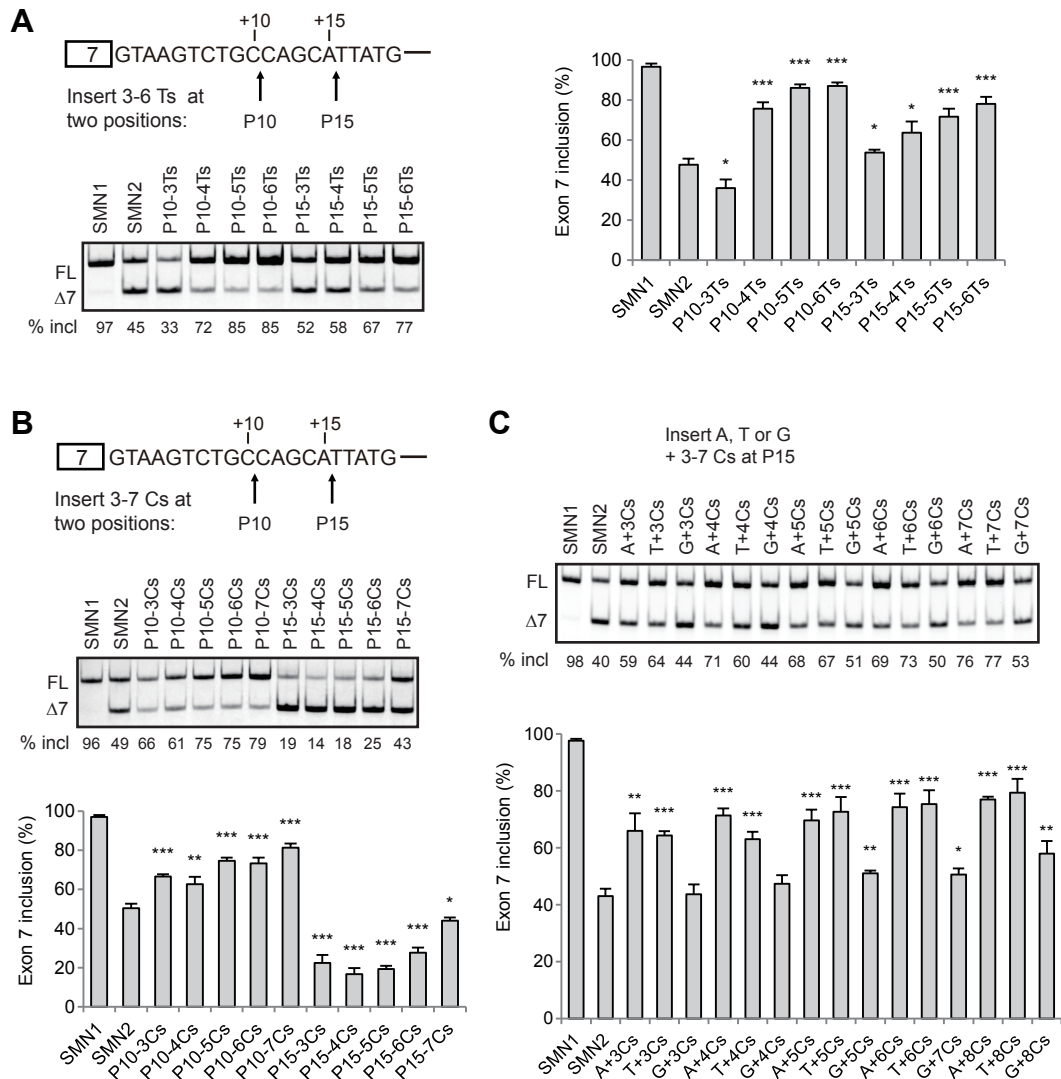 A
+10 +15
7 GTAAGTCTGCCAGCATTATG
Insert 3-6 Ts at
two positions: P10 P15
SMN1 SMN2 P10-3Ts P10-4Ts P10-5Ts P10-6Ts P15-3Ts P15-4Ts P15-5Ts P15-6Ts
FL
Δ7
% incl 97 45 33 72 85 85 52 58 67 77
Exon 7 inclusion (%)
100
80
60
40
20
0
* *** *** *** * * *** ***
SMN1 SMN2 P10-3Ts P10-4Ts P10-5Ts P10-6Ts P15-3Ts P15-4Ts P15-5Ts P15-6Ts
B
+10 +15
7 GTAAGTCTGCCAGCATTATG
Insert 3-7 Cs at
two positions: P10 P15
SMN1 SMN2 P10-3Cs P10-4Cs P10-5Cs P10-6Cs P10-7Cs P15-3Cs P15-4Cs P15-5Cs P15-6Cs P15-7Cs
FL
Δ7
% incl 96 49 66 61 75 75 79 19 14 18 25 43
Exon 7 inclusion (%)
100
80
60
40
20
0
*** ** *** *** *** *** *** *** *** *
SMN1 SMN2 P10-3Cs P10-4Cs P10-5Cs P10-6Cs P10-7Cs P15-3Cs P15-4Cs P15-5Cs P15-6Cs P15-7Cs
C
Insert A, T or G
+ 3-7 Cs at P15
SMN1 SMN2 A+3Cs T+3Cs G+3Cs A+4Cs T+4Cs G+4Cs A+5Cs T+5Cs G+5Cs A+6Cs T+6Cs G+6Cs A+7Cs T+7Cs G+7Cs
FL
Δ7
% incl 98 40 59 64 44 71 60 44 68 67 51 69 73 50 76 77 53
Exon 7 inclusion (%)
100
80
60
40
20
0
** *** *** *** *** *** ** *** *** * *** *** **
SMN1 SMN2 A+3Cs T+3Cs G+3Cs A+4Cs T+4Cs G+4Cs A+5Cs T+5Cs G+5Cs A+6Cs T+6Cs G+7Cs A+8Cs T+8Cs G+8Cs